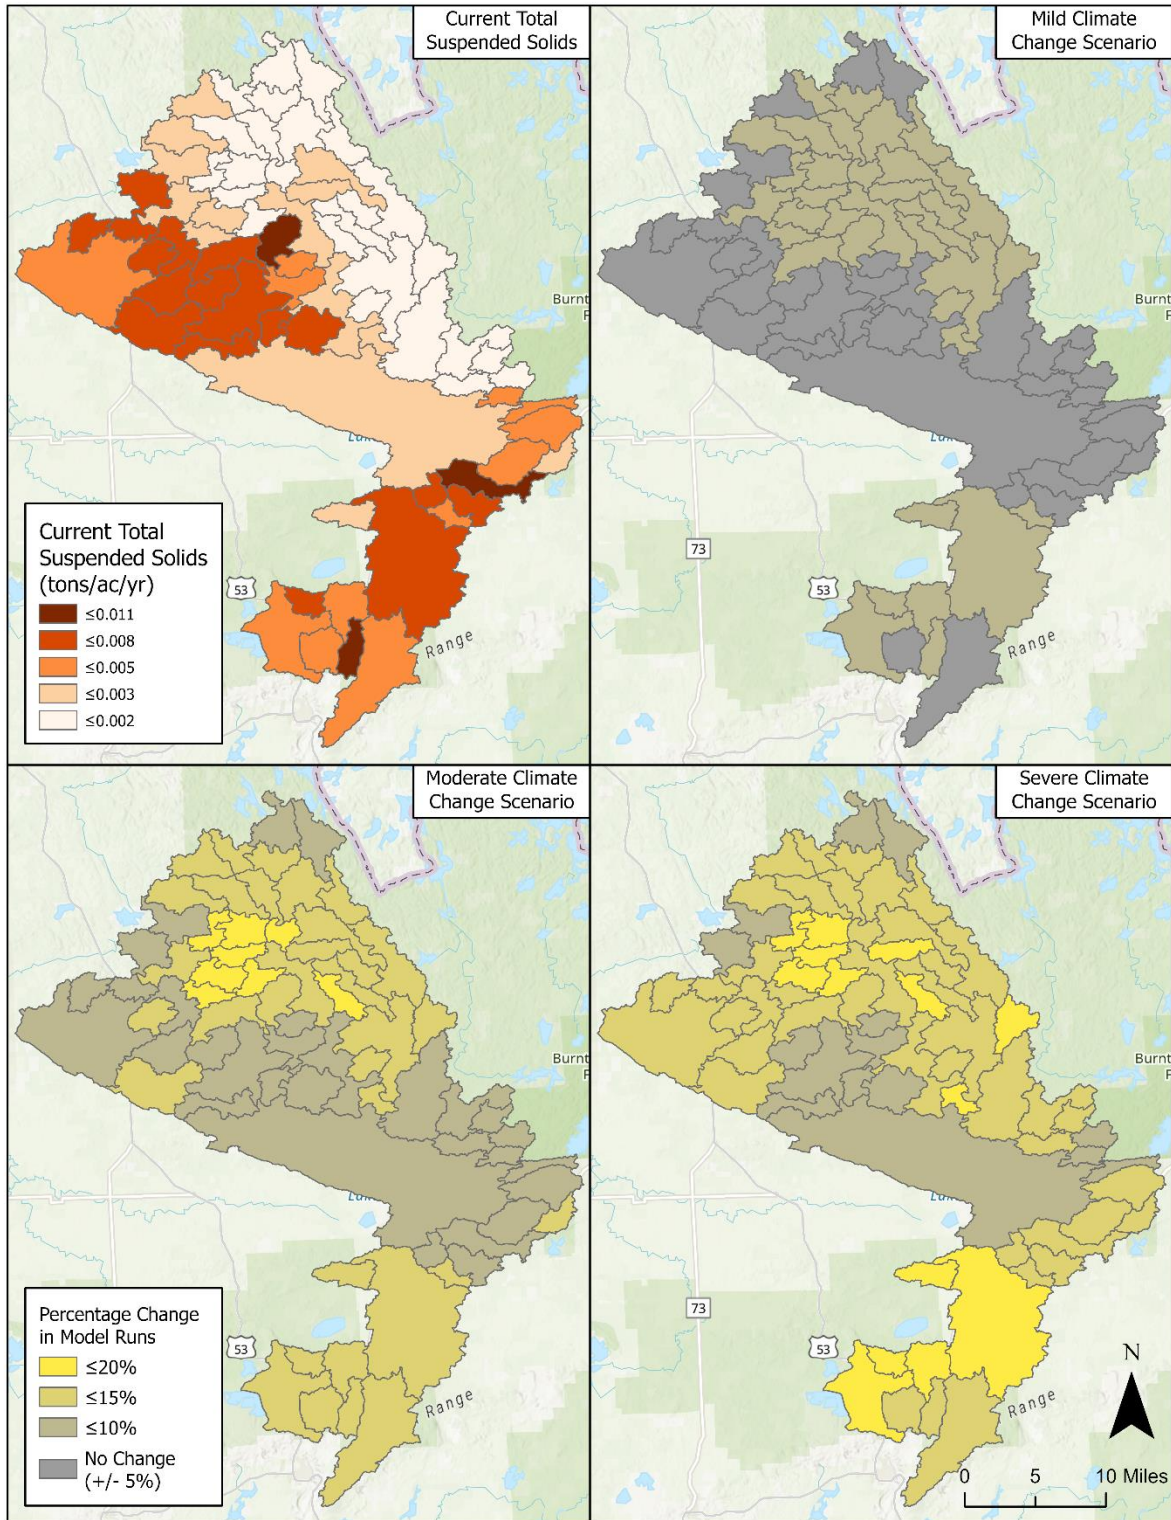 Current Total
Suspended Solids
Mild Climate
Change Scenario
Burnt
Burnt
Current Total
Suspended Solids
(tons/ac/yr)
≤0.011
≤0.008
≤0.005
≤0.003
≤0.002
53
Range
73
53
Range
Moderate Climate
Change Scenario
Severe Climate
Change Scenario
Burnt
Burnt
Percentage Change
in Model Runs
≤20%
≤15%
≤10%
No Change
(+/- 5%)
53
Range
73
53
Range
N
0 5 10 Miles